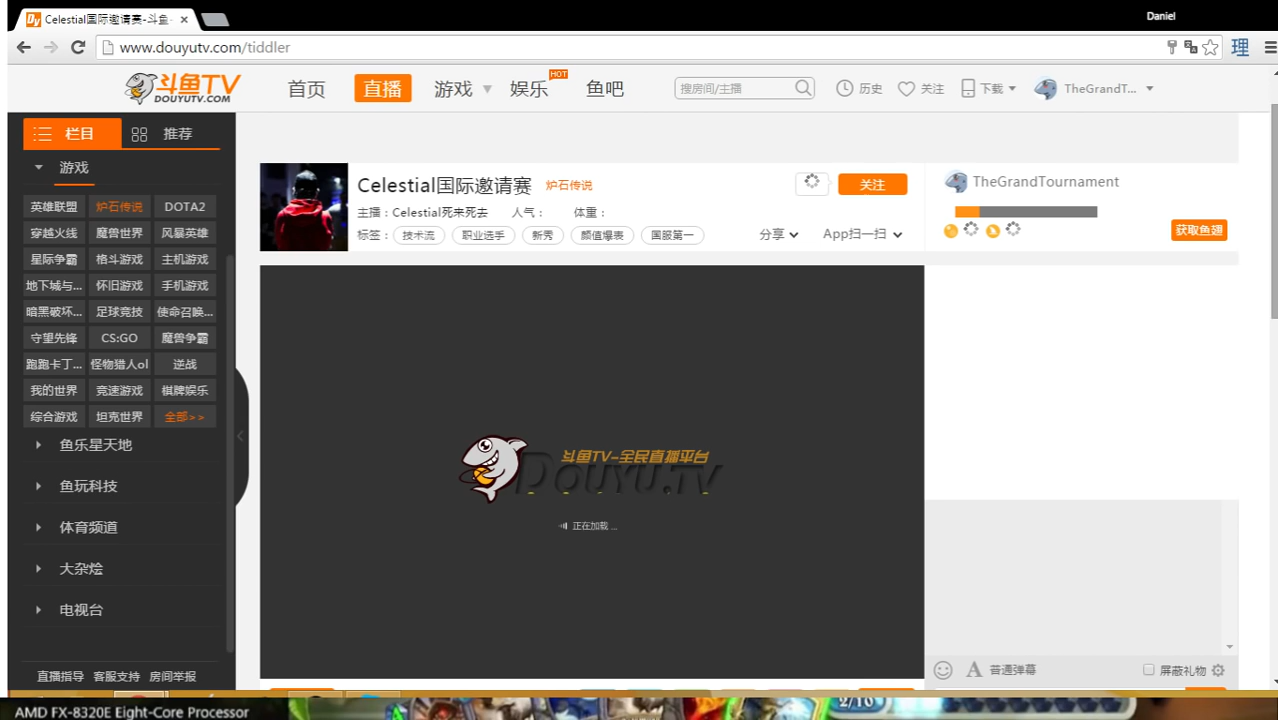 Celestial国际邀请赛-斗鱼
Daniel
www.douyutv.com/tiddler
理
斗鱼TV
DOUYUTV.COM
首页
直播
游戏
娱乐
HOT
鱼吧
搜房间/主播
历史
关注
下载
TheGrandT...
栏目
推荐
游戏
英雄联盟 炉石传说 DOTA2
穿越火线 魔兽世界 风暴英雄
星际争霸 格斗游戏 主机游戏
地下城与... 怀旧游戏 手机游戏
暗黑破坏... 足球竞技 使命召唤...
守望先锋 CS:GO 魔兽争霸
跑跑卡丁... 怪物猎人ol 逆战
我的世界 竞速游戏 棋牌娱乐
综合游戏 坦克世界 全部>>
鱼乐星天地
鱼玩科技
体育频道
大杂烩
电视台
直播指导 客服支持 房间举报
Celestial国际邀请赛 炉石传说
关注
主播：Celestial死来死去 人气： 体重：
标签： 技术流 职业选手 新秀 颜值爆表 国服第一
分享
App扫一扫
TheGrandTournament
获取鱼翅
斗鱼TV-全民直播平台
DOUYU.TV
正在加载 ...
普通弹幕
屏蔽礼物
AMD FX-8320E Eight-Core Processor
2/10